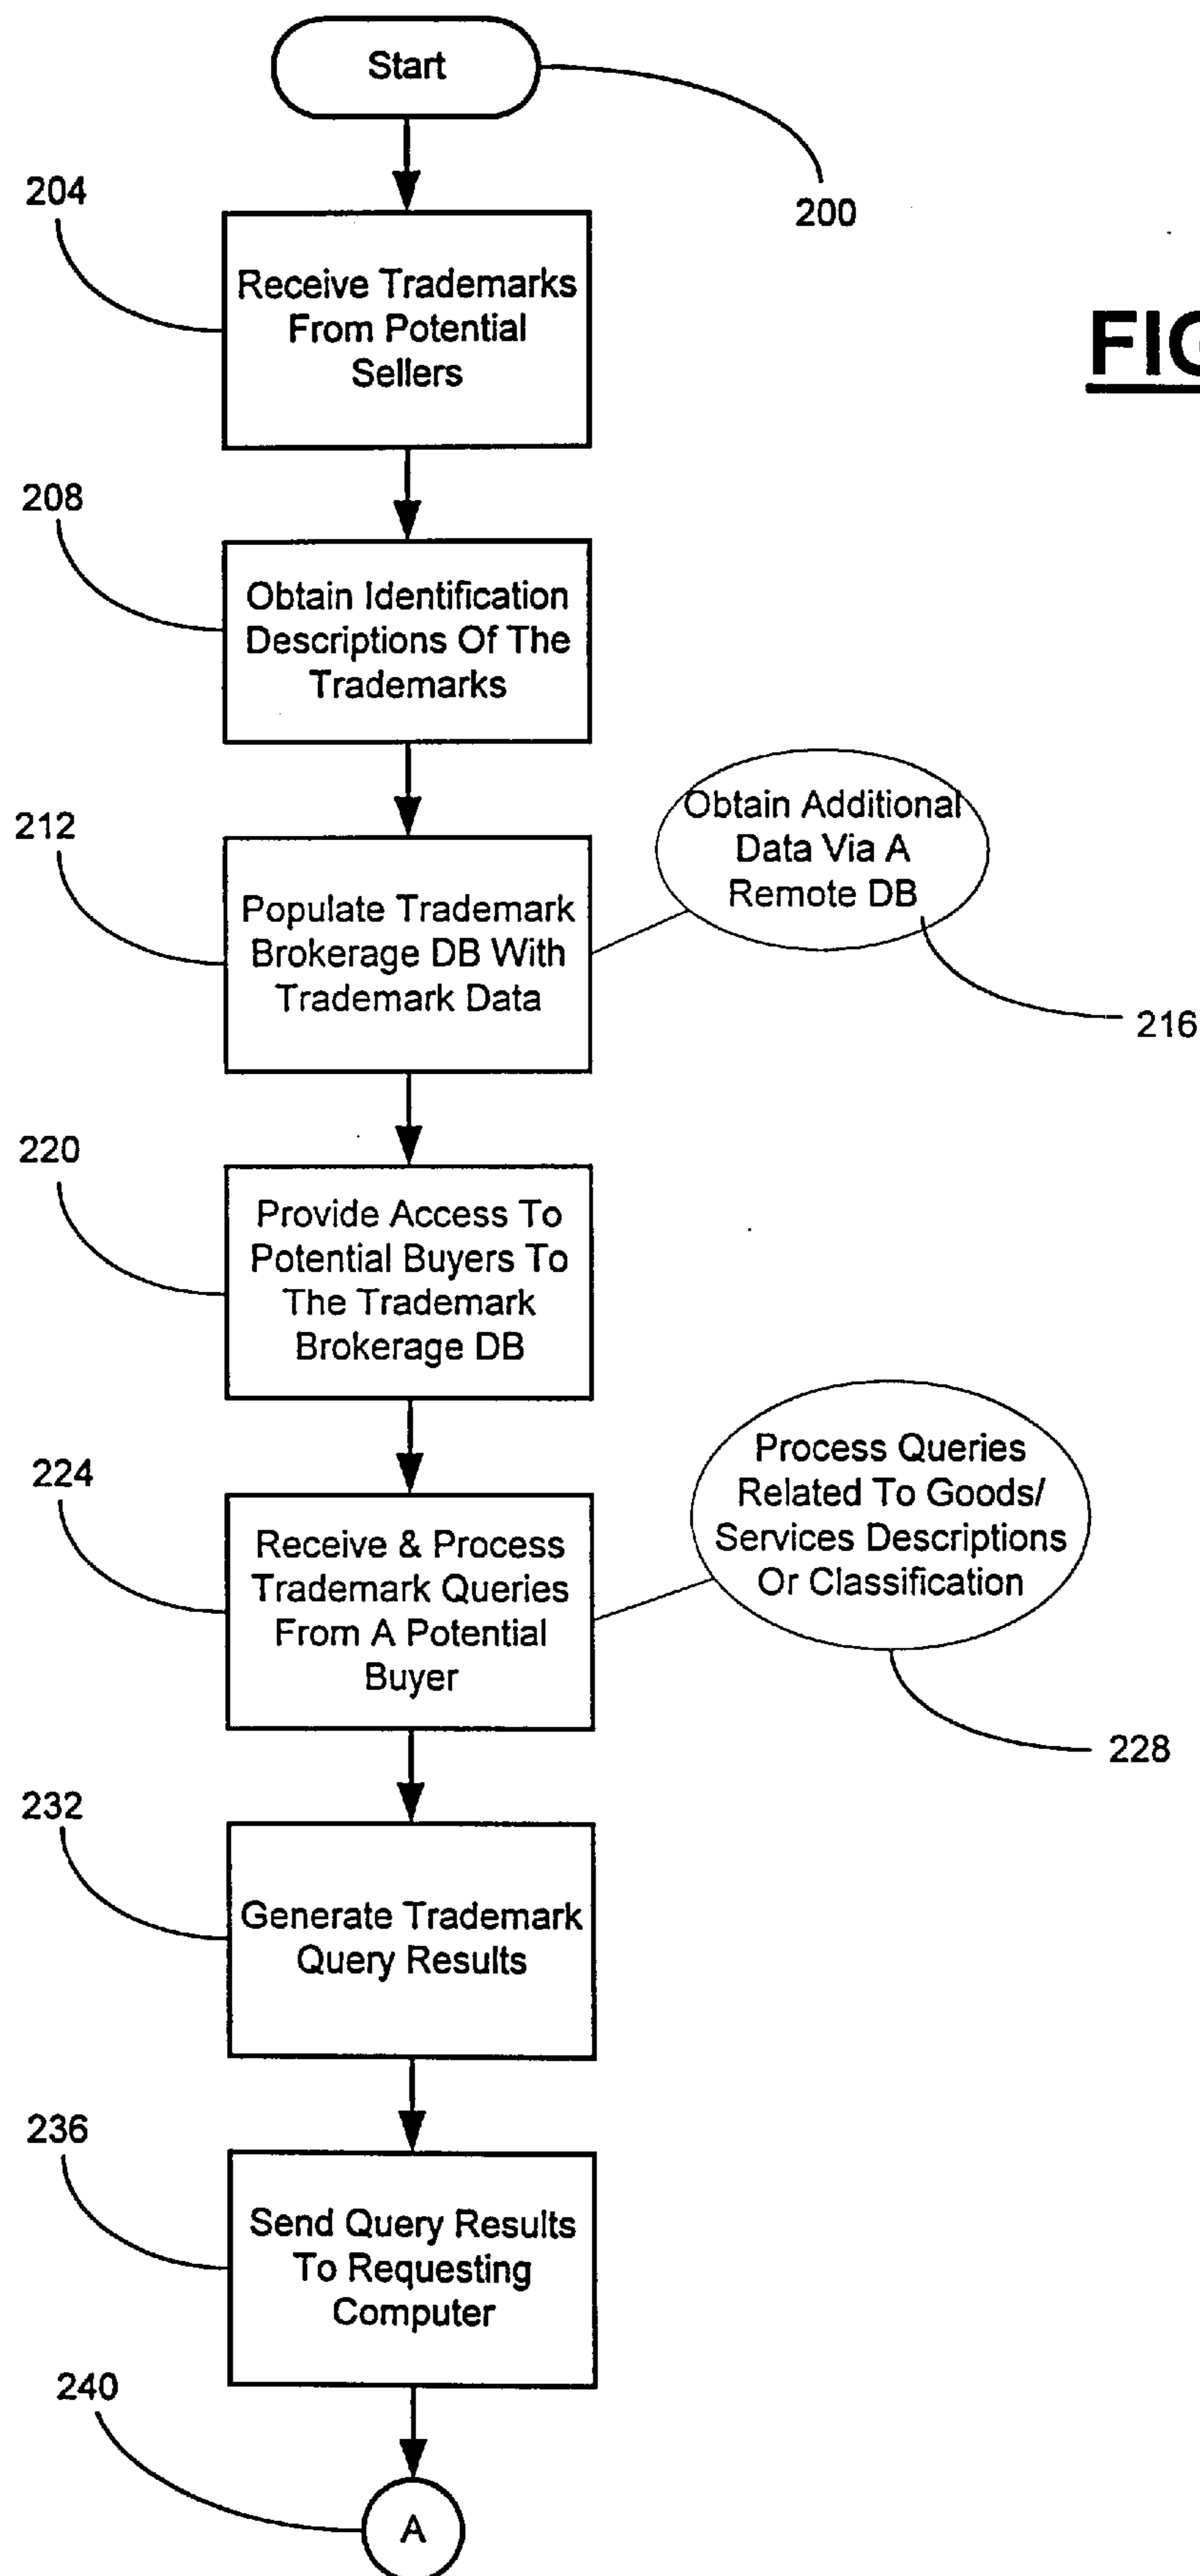 Start
200
204
Receive Trademarks
From Potential
Sellers
FIG
208
Obtain Identification
Descriptions Of The
Trademarks
212
Populate Trademark
Brokerage DB With
Trademark Data
Obtain Additional
Data Via A
Remote DB
216
220
Provide Access To
Potential Buyers To
The Trademark
Brokerage DB
224
Receive & Process
Trademark Queries
From A Potential
Buyer
Process Queries
Related To Goods/
Services Descriptions
Or Classification
228
232
Generate Trademark
Query Results
236
Send Query Results
To Requesting
Computer
240
A